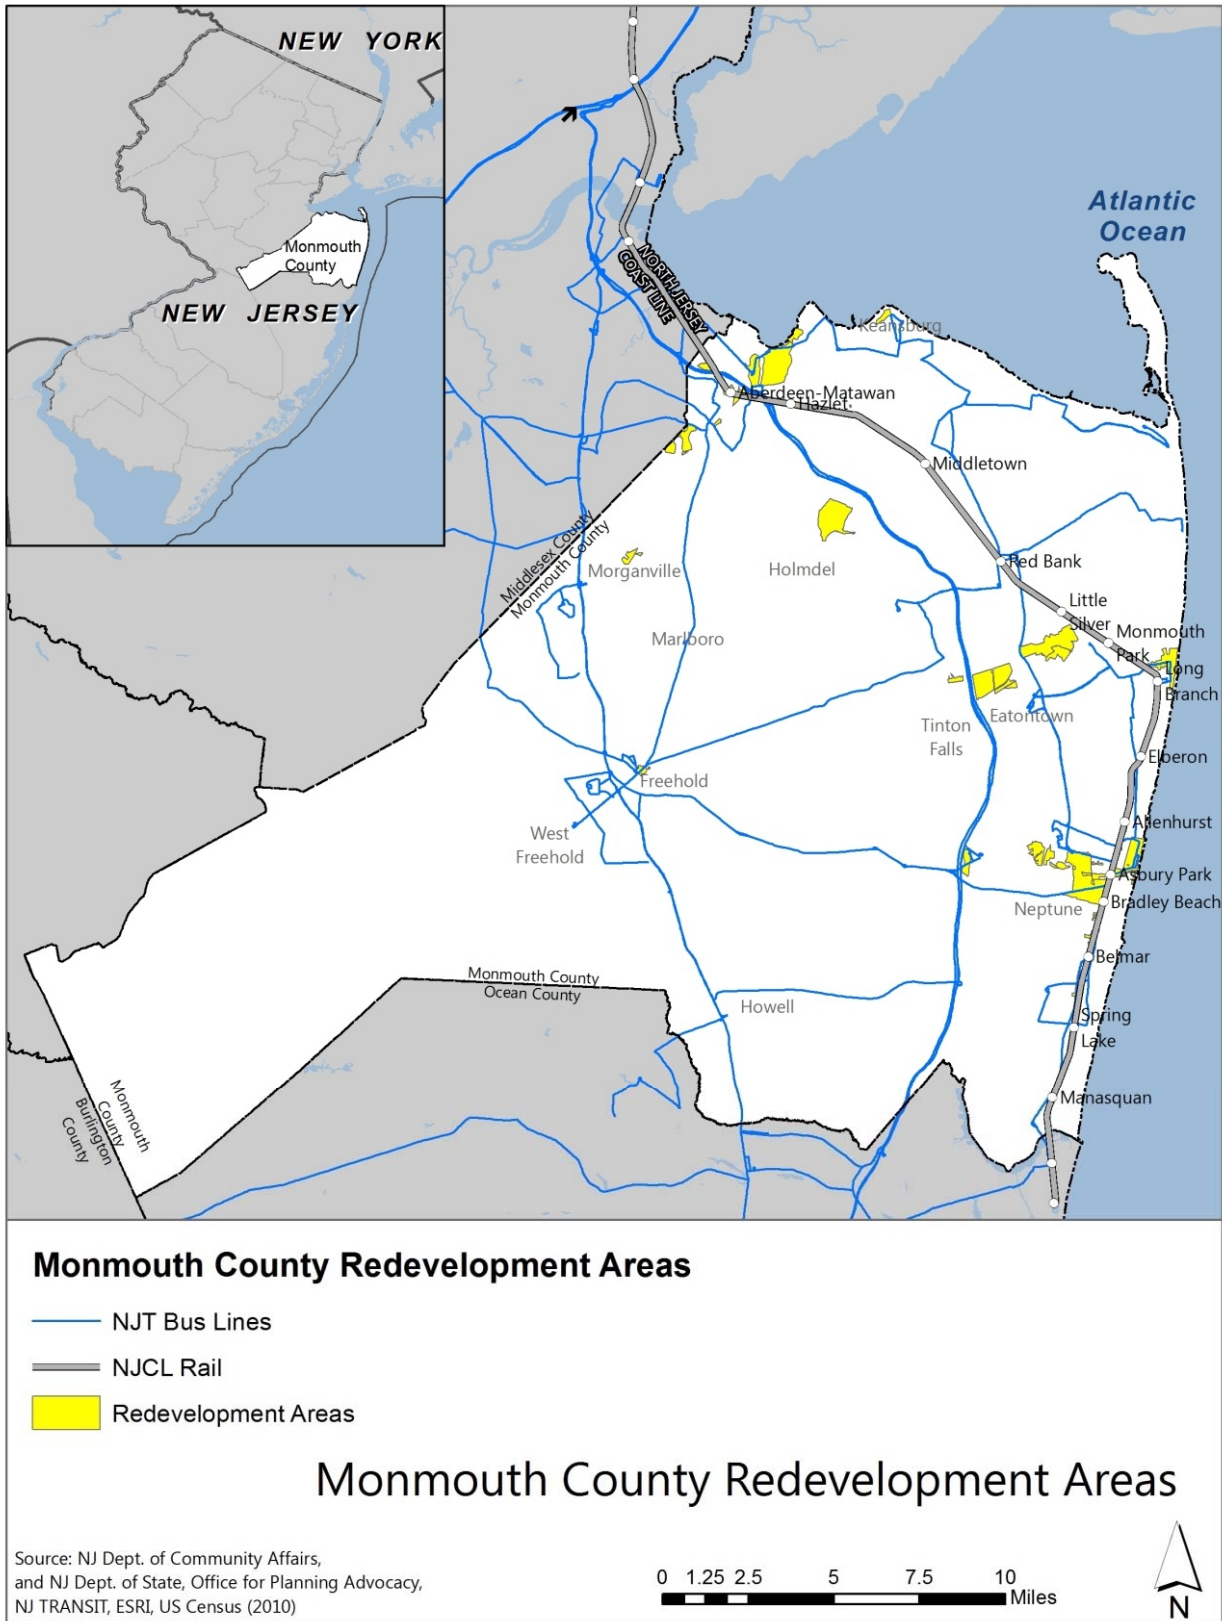 NEW YORK
Monmouth
County
NEW JERSEY
Atlantic
Ocean
NORTH JERSEY
COAST LINE
Keansburg
Aberdeen-Matawan
Hazlet
Middletown
Middlesex County
Monmouth County
Morganville
Holmdel
Red Bank
Little
Silver
Marlboro
Monmouth
Park
Long
Branch
Eatontown
Tinton
Falls
Elberon
Freehold
West
Freehold
Allenhurst
Asbury Park
Neptune
Bradley Beach
Belmar
Monmouth County
Ocean County
Howell
Spring
Lake
Manasquan
Monmouth
County
Burlington
County
Monmouth County Redevelopment Areas
NJT Bus Lines
NJCL Rail
Redevelopment Areas
Monmouth County Redevelopment Areas
Source: NJ Dept. of Community Affairs,
and NJ Dept. of State, Office for Planning Advocacy,
NJ TRANSIT, ESRI, US Census (2010)
0 1.25 2.5 5 7.5 10
Miles
N